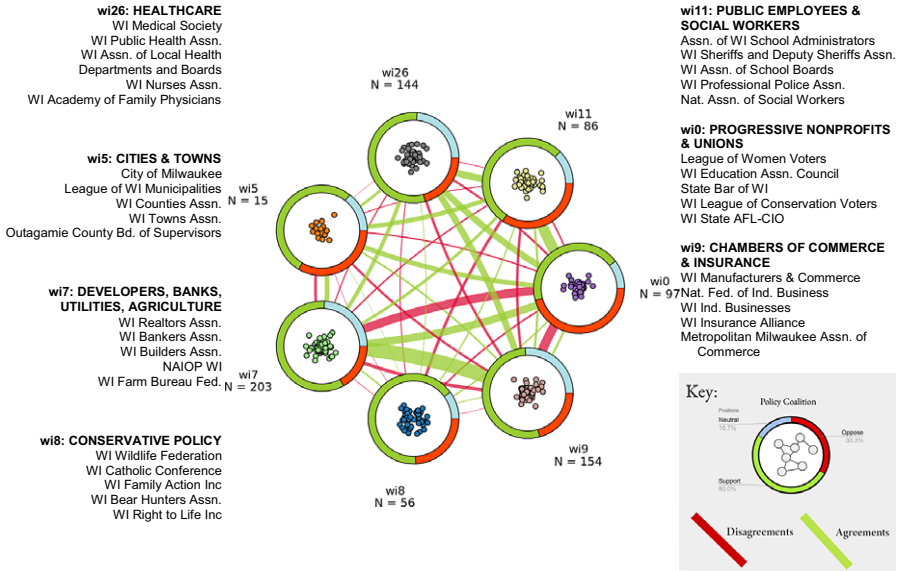 wi26: HEALTHCARE
WI Medical Society
WI Public Health Assn.
WI Assn. of Local Health
Departments and Boards
WI Nurses Assn.
WI Academy of Family Physicians
wi5: CITIES & TOWNS
City of Milwaukee
League of WI Municipalities
WI Counties Assn.
WI Towns Assn.
Outagamie County Bd. of Supervisors
wi7: DEVELOPERS, BANKS,
UTILITIES, AGRICULTURE
WI Realtors Assn.
WI Bankers Assn.
WI Builders Assn.
NAIOP WI
WI Farm Bureau Fed.
wi8: CONSERVATIVE POLICY
WI Wildlife Federation
WI Catholic Conference
WI Family Action Inc
WI Bear Hunters Assn.
WI Right to Life Inc
wi26
N = 144
wi11
N = 86
wi5
N = 15
wi0
N = 97
wi7
N = 203
wi9
N = 154
wi8
N = 56
wi11: PUBLIC EMPLOYEES &
SOCIAL WORKERS
Assn. of WI School Administrators
WI Sheriffs and Deputy Sheriffs Assn.
WI Assn. of School Boards
WI Professional Police Assn.
Nat. Assn. of Social Workers
wi0: PROGRESSIVE NONPROFITS
& UNIONS
League of Women Voters
WI Education Assn. Council
State Bar of WI
WI League of Conservation Voters
WI State AFL-CIO
wi9: CHAMBERS OF COMMERCE
& INSURANCE
WI Manufacturers & Commerce
Nat. Fed. of Ind. Business
WI Ind. Businesses
WI Insurance Alliance
Metropolitan Milwaukee Assn. of
Commerce
Key:
Policy Coalition
Positions
Neutral
16.7%
Oppose
33.3%
Support
50.0%
Disagreements
Agreements